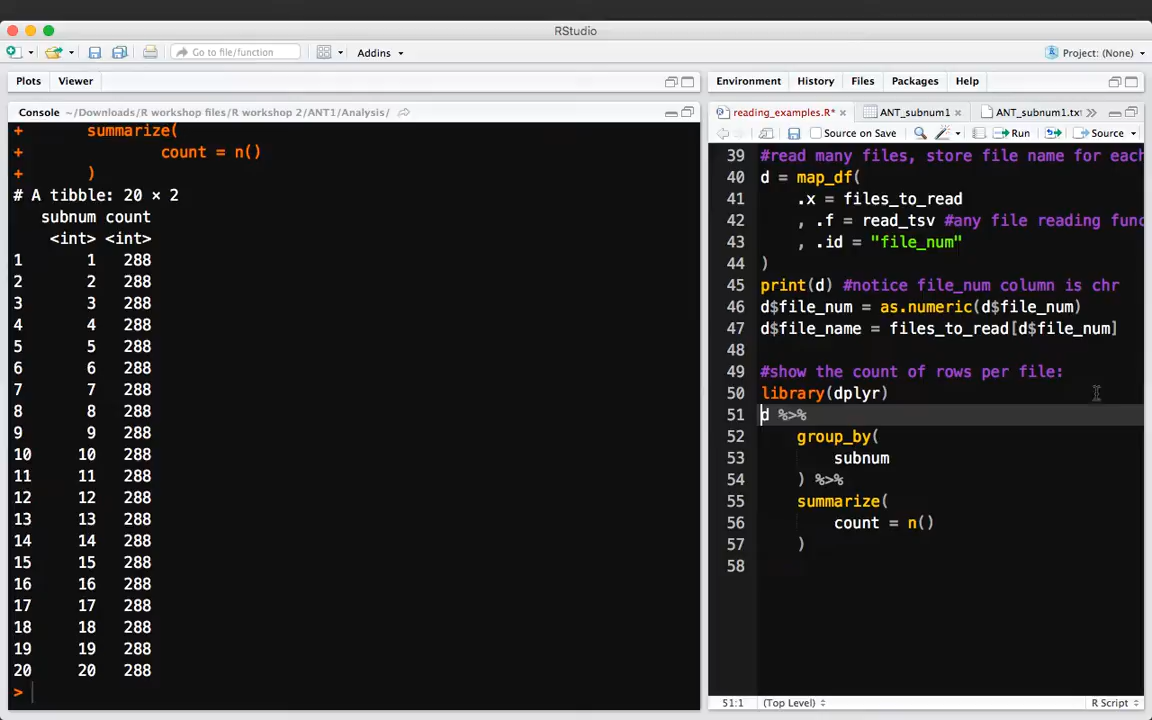 RStudio
Go to file/function
Addins
Project: (None)
Plots Viewer
Environment History Files Packages Help
Console ~/Downloads/R workshop files/R workshop 2/ANT1/Analysis/
+ summarize(
+ count = n()
+ )
# A tibble: 20 × 2
subnum count
<int> <int>
1 1 288
2 2 288
3 3 288
4 4 288
5 5 288
6 6 288
7 7 288
8 8 288
9 9 288
10 10 288
11 11 288
12 12 288
13 13 288
14 14 288
15 15 288
16 16 288
17 17 288
18 18 288
19 19 288
20 20 288
>
reading_examples.R* ANT_subnum1 ANT_subnum1.txt
Source on Save Run Source
39 #read many files, store file name for each
40 d = map_df(
41 .x = files_to_read
42 , .f = read_tsv #any file reading func
43 , .id = "file_num"
44 )
45 print(d) #notice file_num column is chr
46 d$file_num = as.numeric(d$file_num)
47 d$file_name = files_to_read[d$file_num]
48
49 #show the count of rows per file:
50 library(dplyr)
51 d %>%
52 group_by(
53 subnum
54 ) %>%
55 summarize(
56 count = n()
57 )
58
51:1 (Top Level) R Script